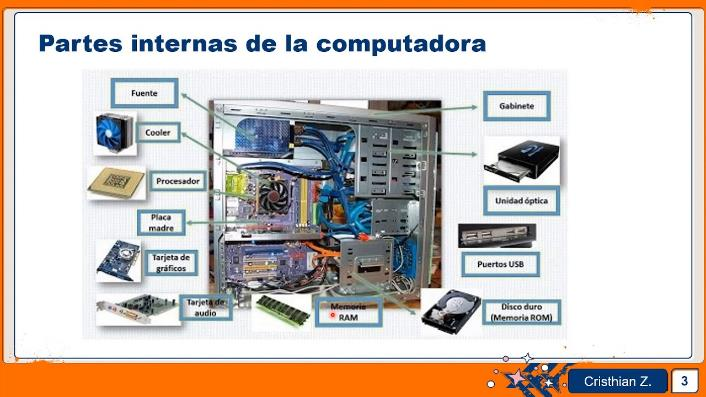 Partes internas de la computadora
Fuente
Gabinete
Cooler
Procesador
Unidad óptica
Placa
madre
Tarjeta de
gráficos
Puertos USB
Tarjeta de
audio
Memoria
RAM
Disco duro
(Memoria ROM)
Cristhian Z.
3